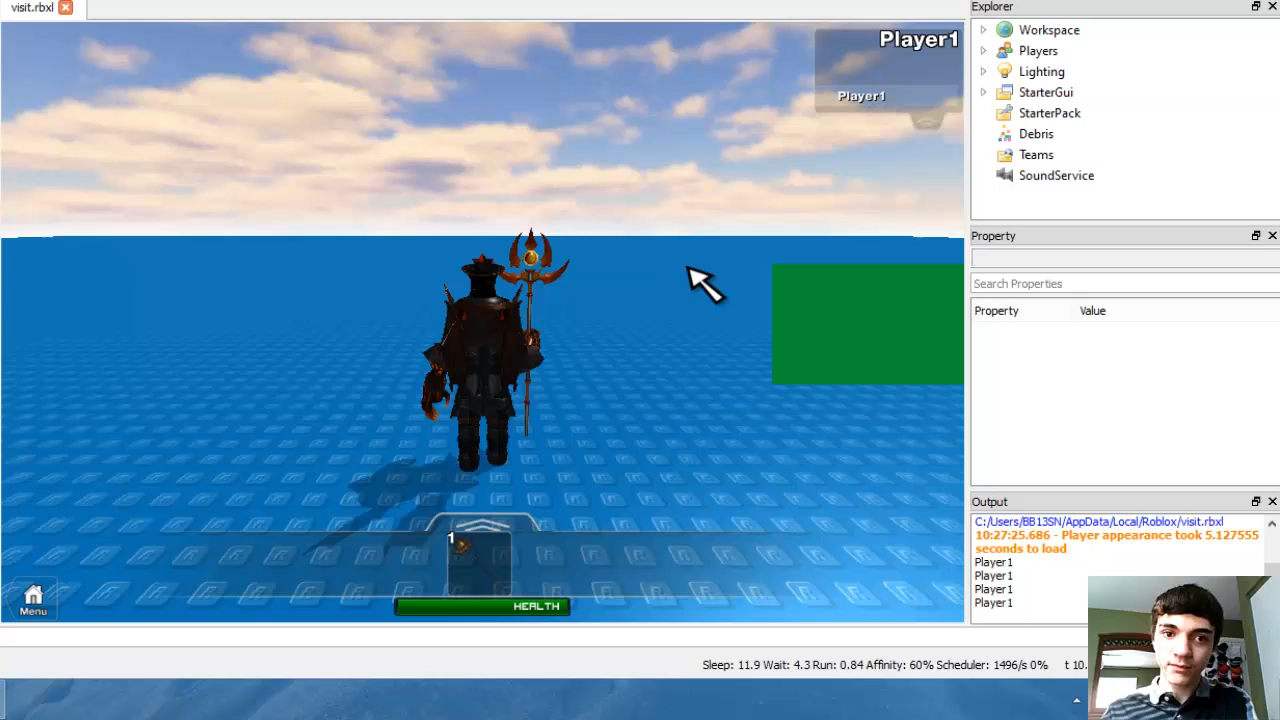 visit.rbxl
Player1
Player1
1
HEALTH
Menu
Explorer
Workspace
Players
Lighting
StarterGui
StarterPack
Debris
Teams
SoundService
Property
Search Properties
Property Value
Output
C:/Users/BB13SN/AppData/Local/Roblox/visit.rbxl
10:27:25.686 - Player appearance took 5.127555
seconds to load
Player1
Player1
Player1
Player1
Sleep: 11.9 Wait: 4.3 Run: 0.84 Affinity: 60% Scheduler: 1496/s 0% t 10.